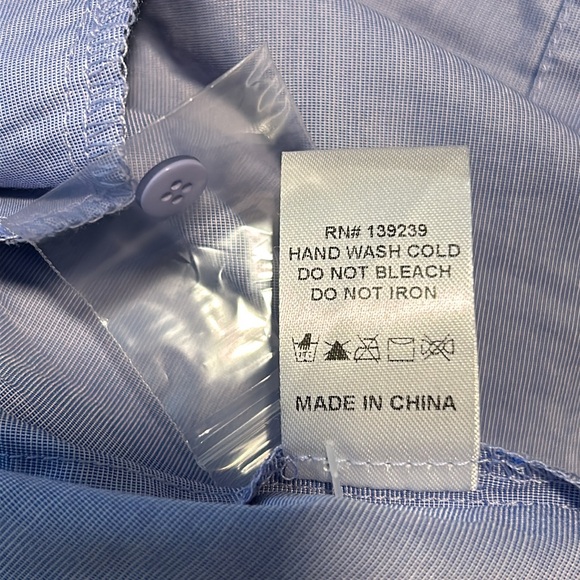 RN# 139239
HAND WASH COLD
DO NOT BLEACH
DO NOT IRON
MADE IN CHINA